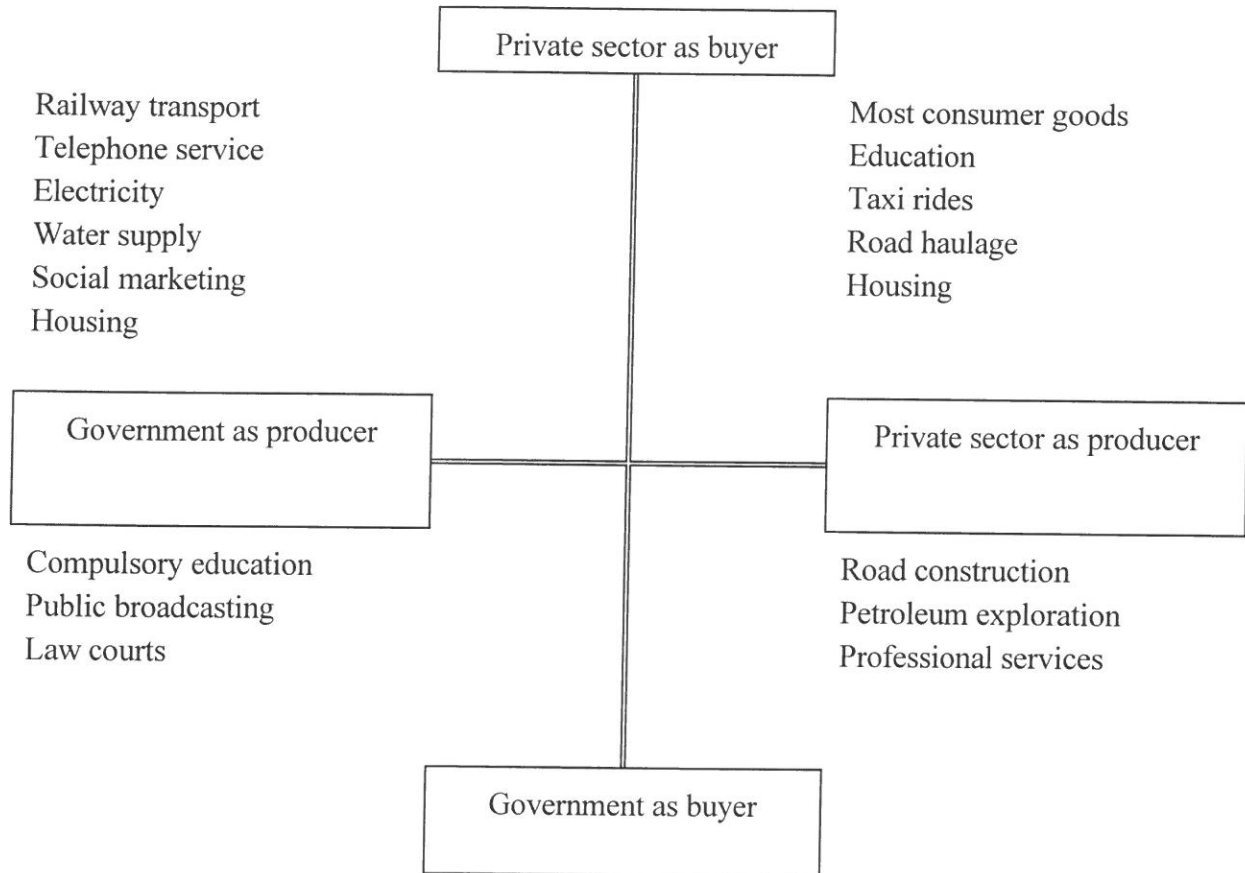 Private sector as buyer
Railway transport
Telephone service
Electricity
Water supply
Social marketing
Housing
Most consumer goods
Education
Taxi rides
Road haulage
Housing
Government as producer
Private sector as producer
Compulsory education
Public broadcasting
Law courts
Road construction
Petroleum exploration
Professional services
Government as buyer